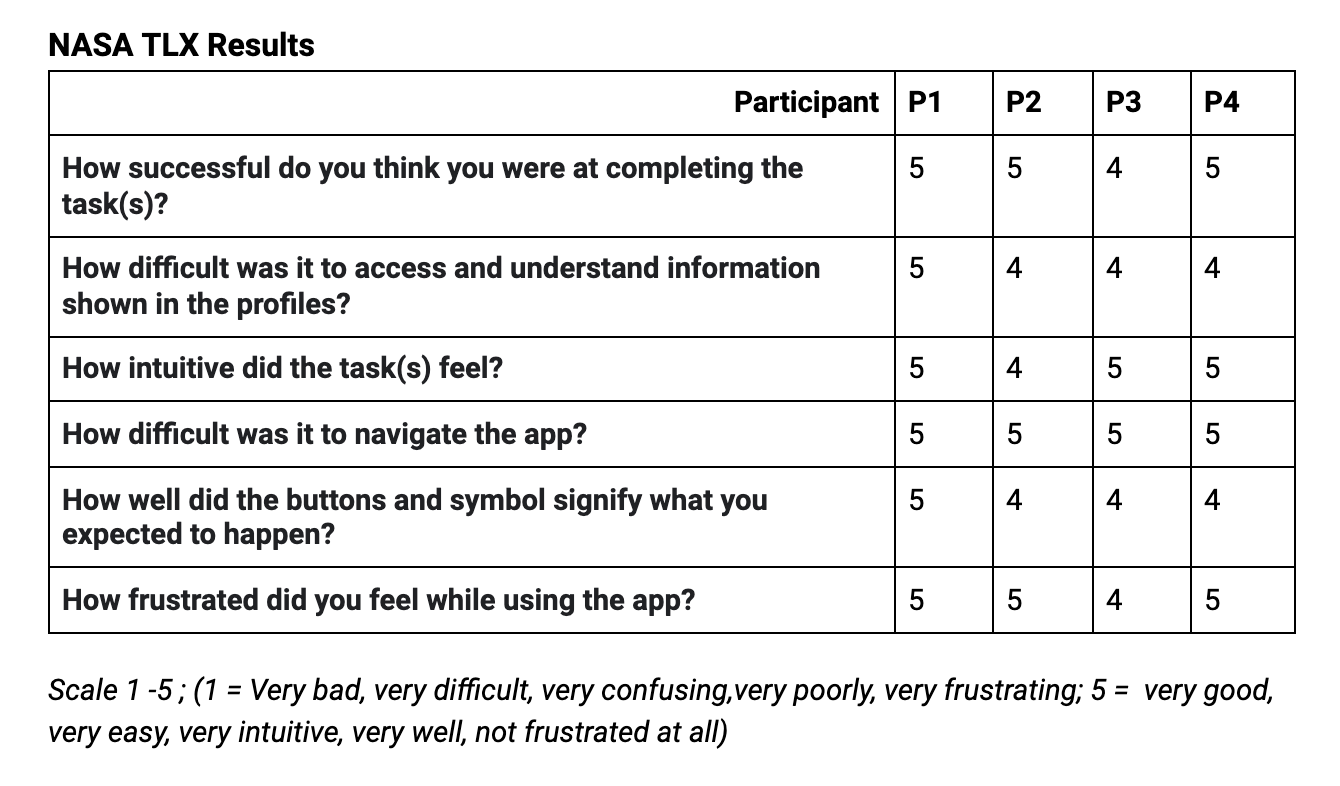 NASA TLX Results
Participant P1 P2 P3 P4
How successful do you think you were at completing the 5 5 4 5
task(s)?
How difficult was it to access and understand information 5 4 4 4
shown in the profiles?
How intuitive did the task(s) feel? 5 4 5 5
How difficult was it to navigate the app? 5 5 5 5
How well did the buttons and symbol signify what you 5 4 4 4
expected to happen?
How frustrated did you feel while using the app? 5 5 4 5
Scale 1 -5 ; (1 = Very bad, very difficult, very confusing,very poorly, very frustrating; 5 =  very good,
very easy, very intuitive, very well, not frustrated at all)